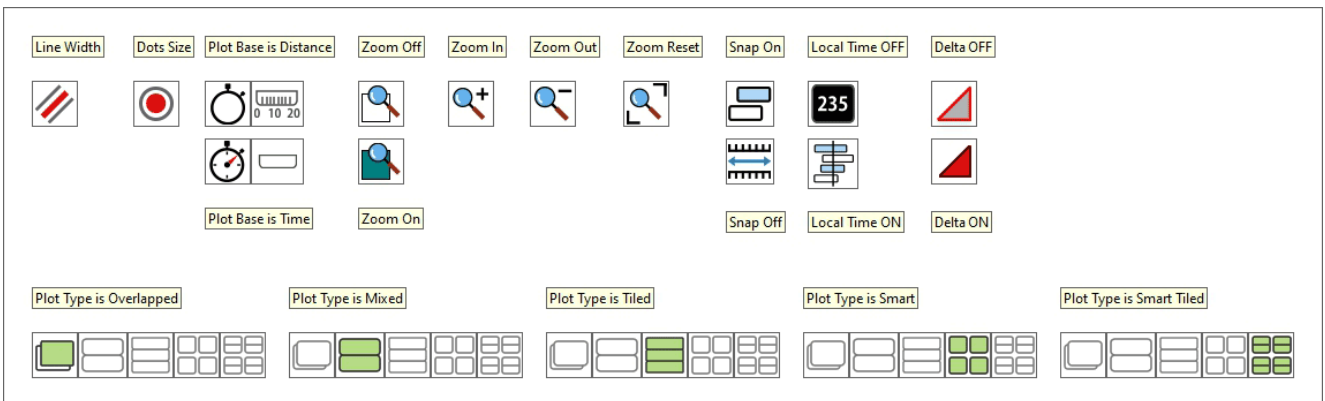 Line Width Dots Size Plot Base is Distance Zoom Off Zoom In Zoom Out Zoom Reset Snap On Local Time OFF Delta OFF
0 10 20 235
Plot Base is Time Zoom On Snap Off Local Time ON Delta ON
Plot Type is Overlapped Plot Type is Mixed Plot Type is Tiled Plot Type is Smart Plot Type is Smart Tiled